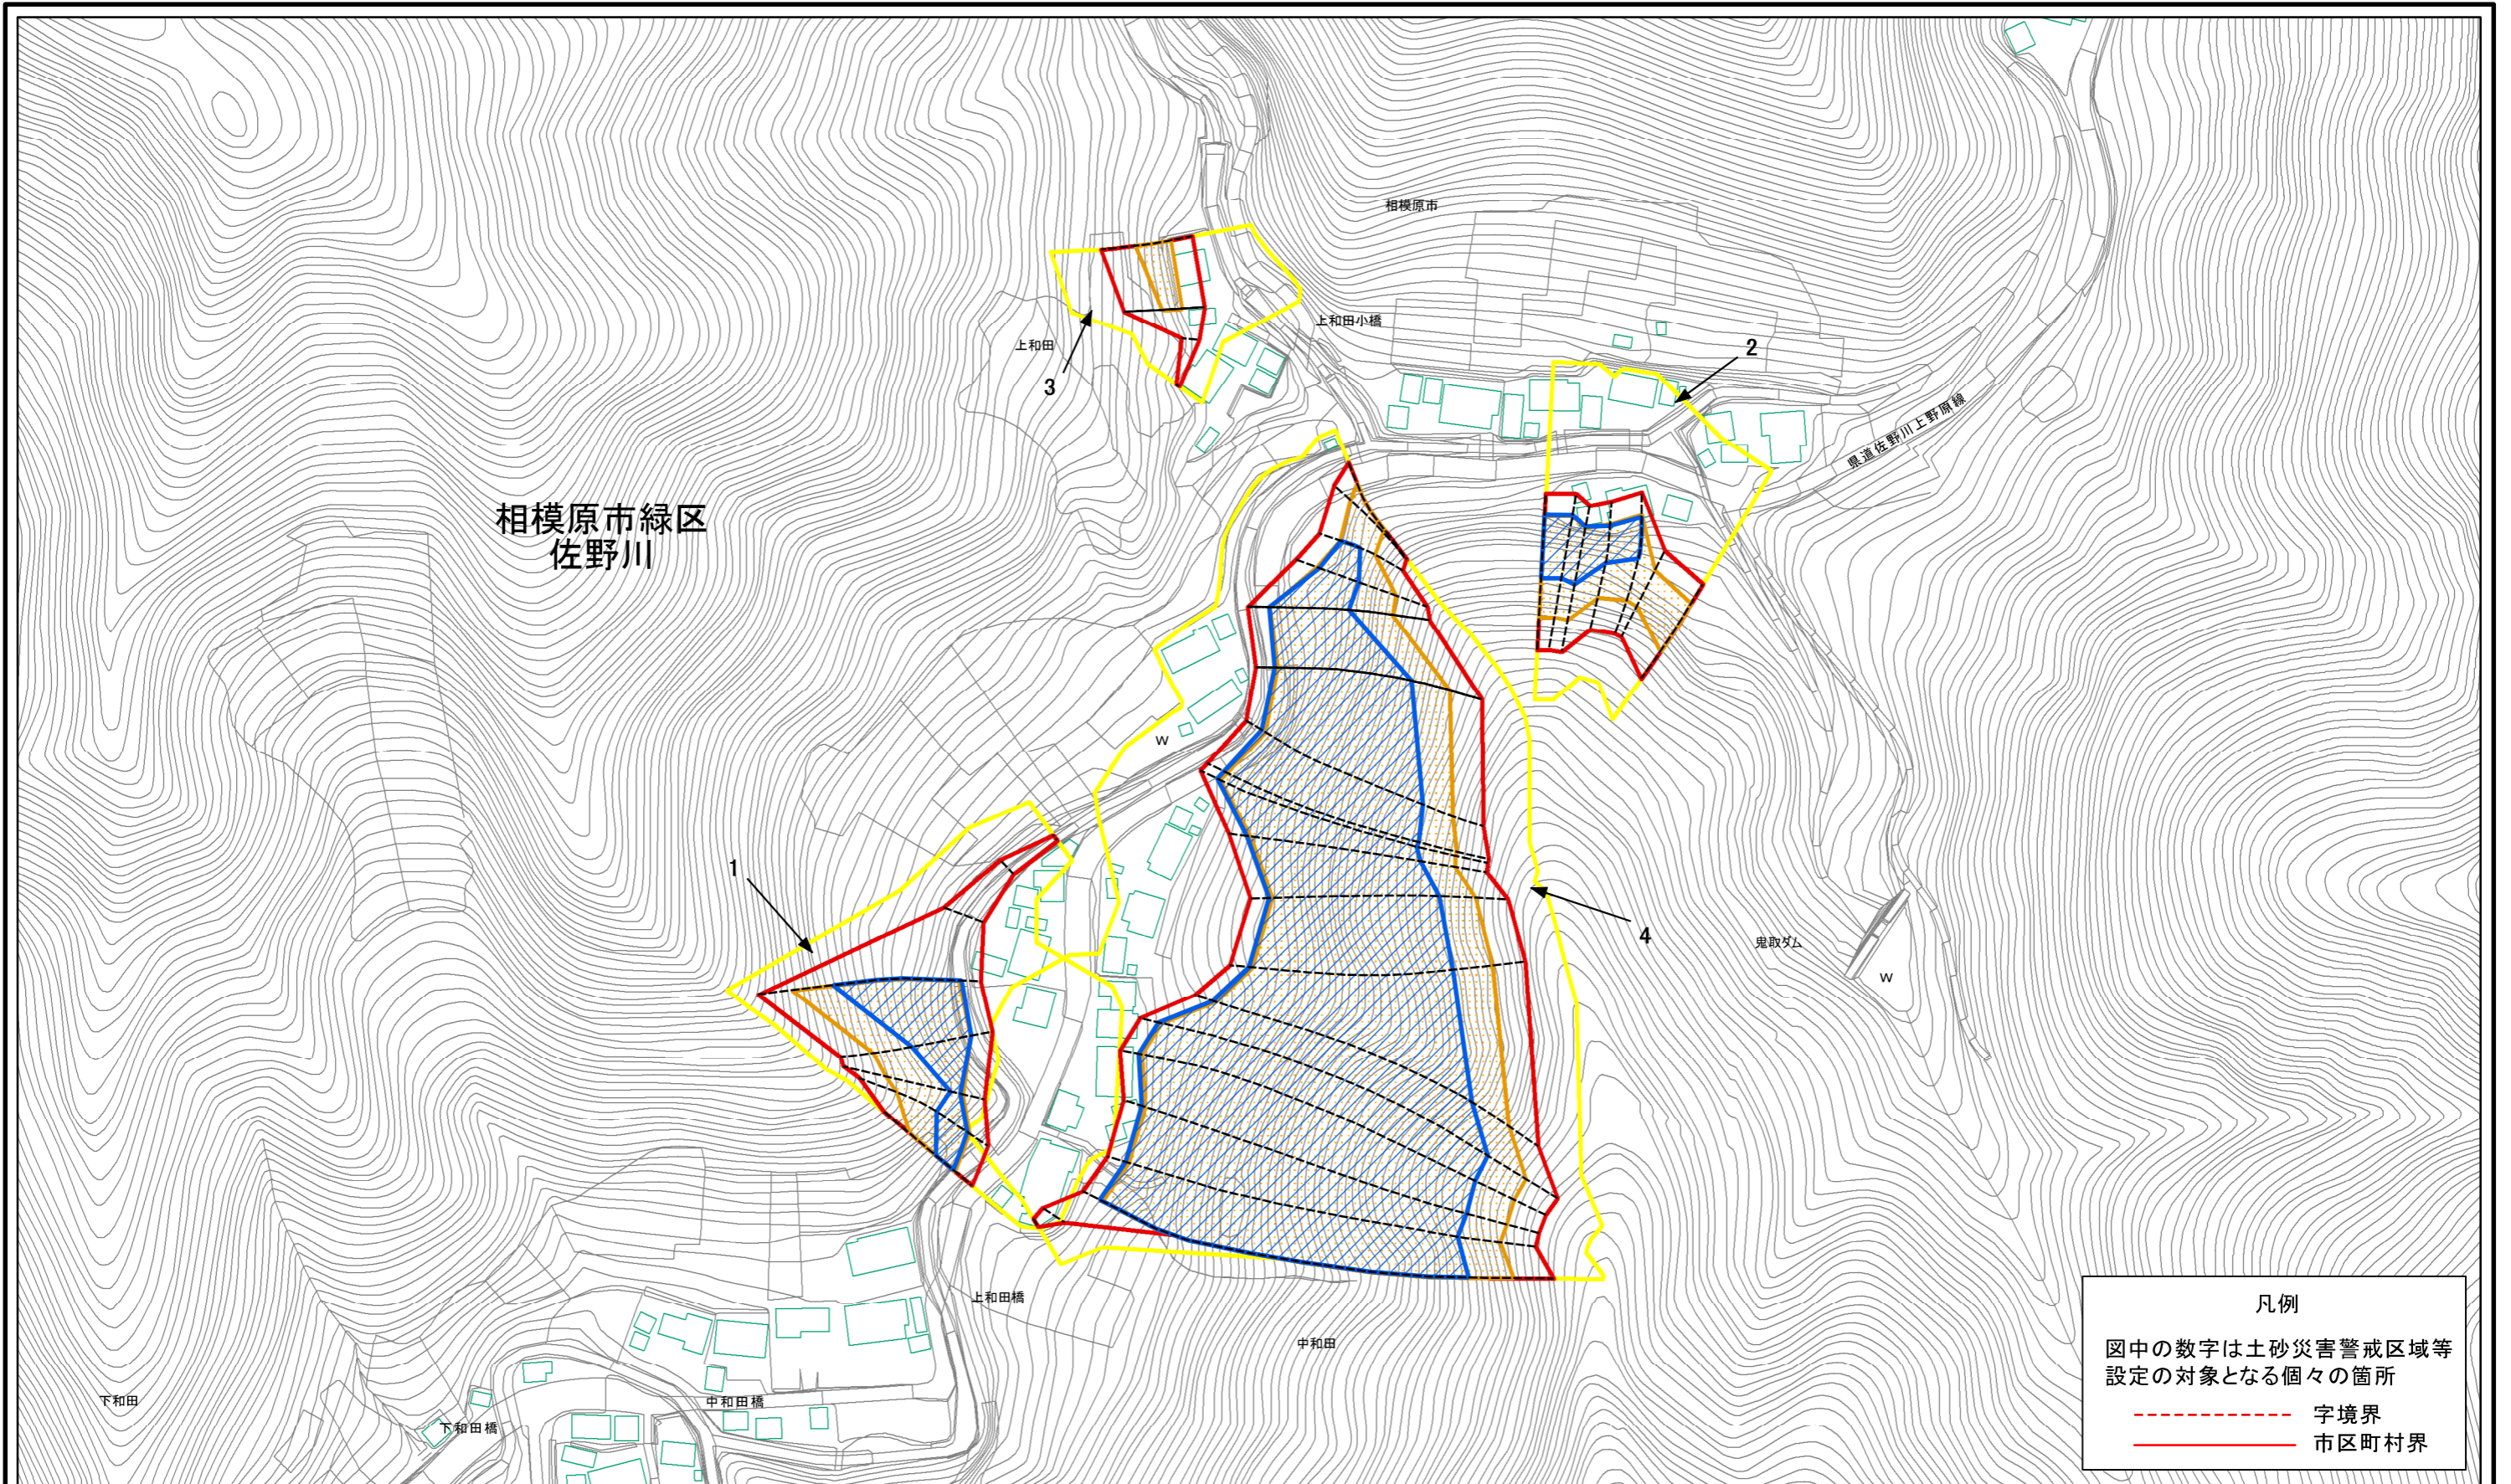 相模原市
上和田小橋
上和田
3
2
県道佐野川上野原線
相模原市緑区
佐野川
W
1
4
鬼取ダム
W
上和田橋
中和田
下和田
中和田橋
下和田橋
凡例
図中の数字は土砂災害警戒区域等
設定の対象となる個々の箇所
字境界
市区町村界